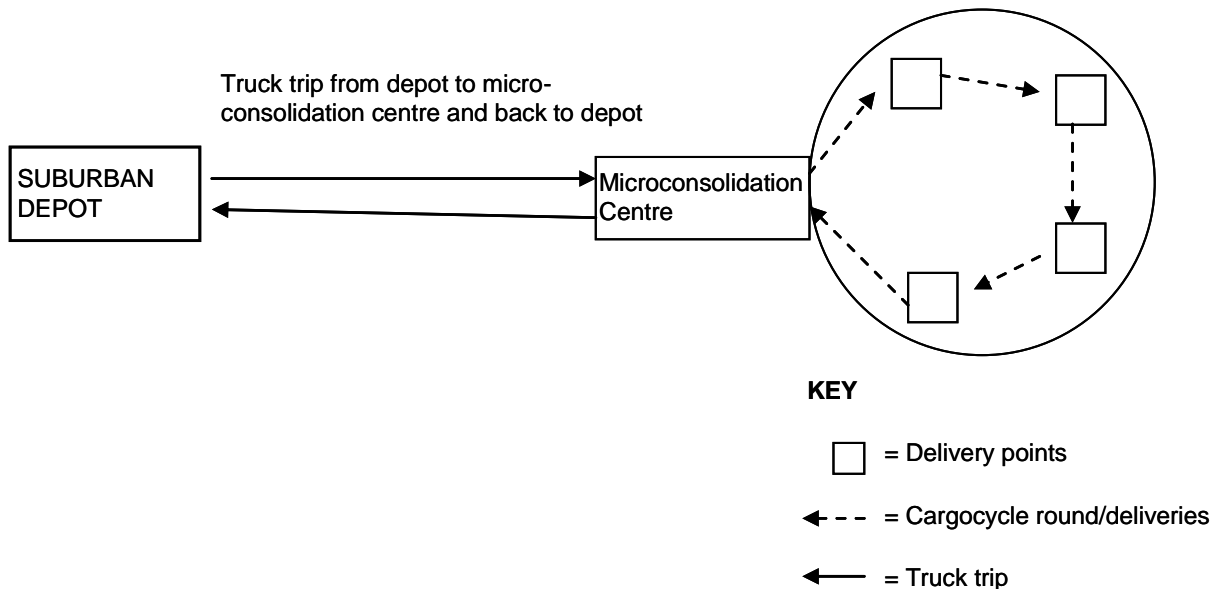 Truck trip from depot to micro-
consolidation centre and back to depot
SUBURBAN
DEPOT
Microconsolidation
Centre
KEY
= Delivery points
= Cargocycle round/deliveries
= Truck trip